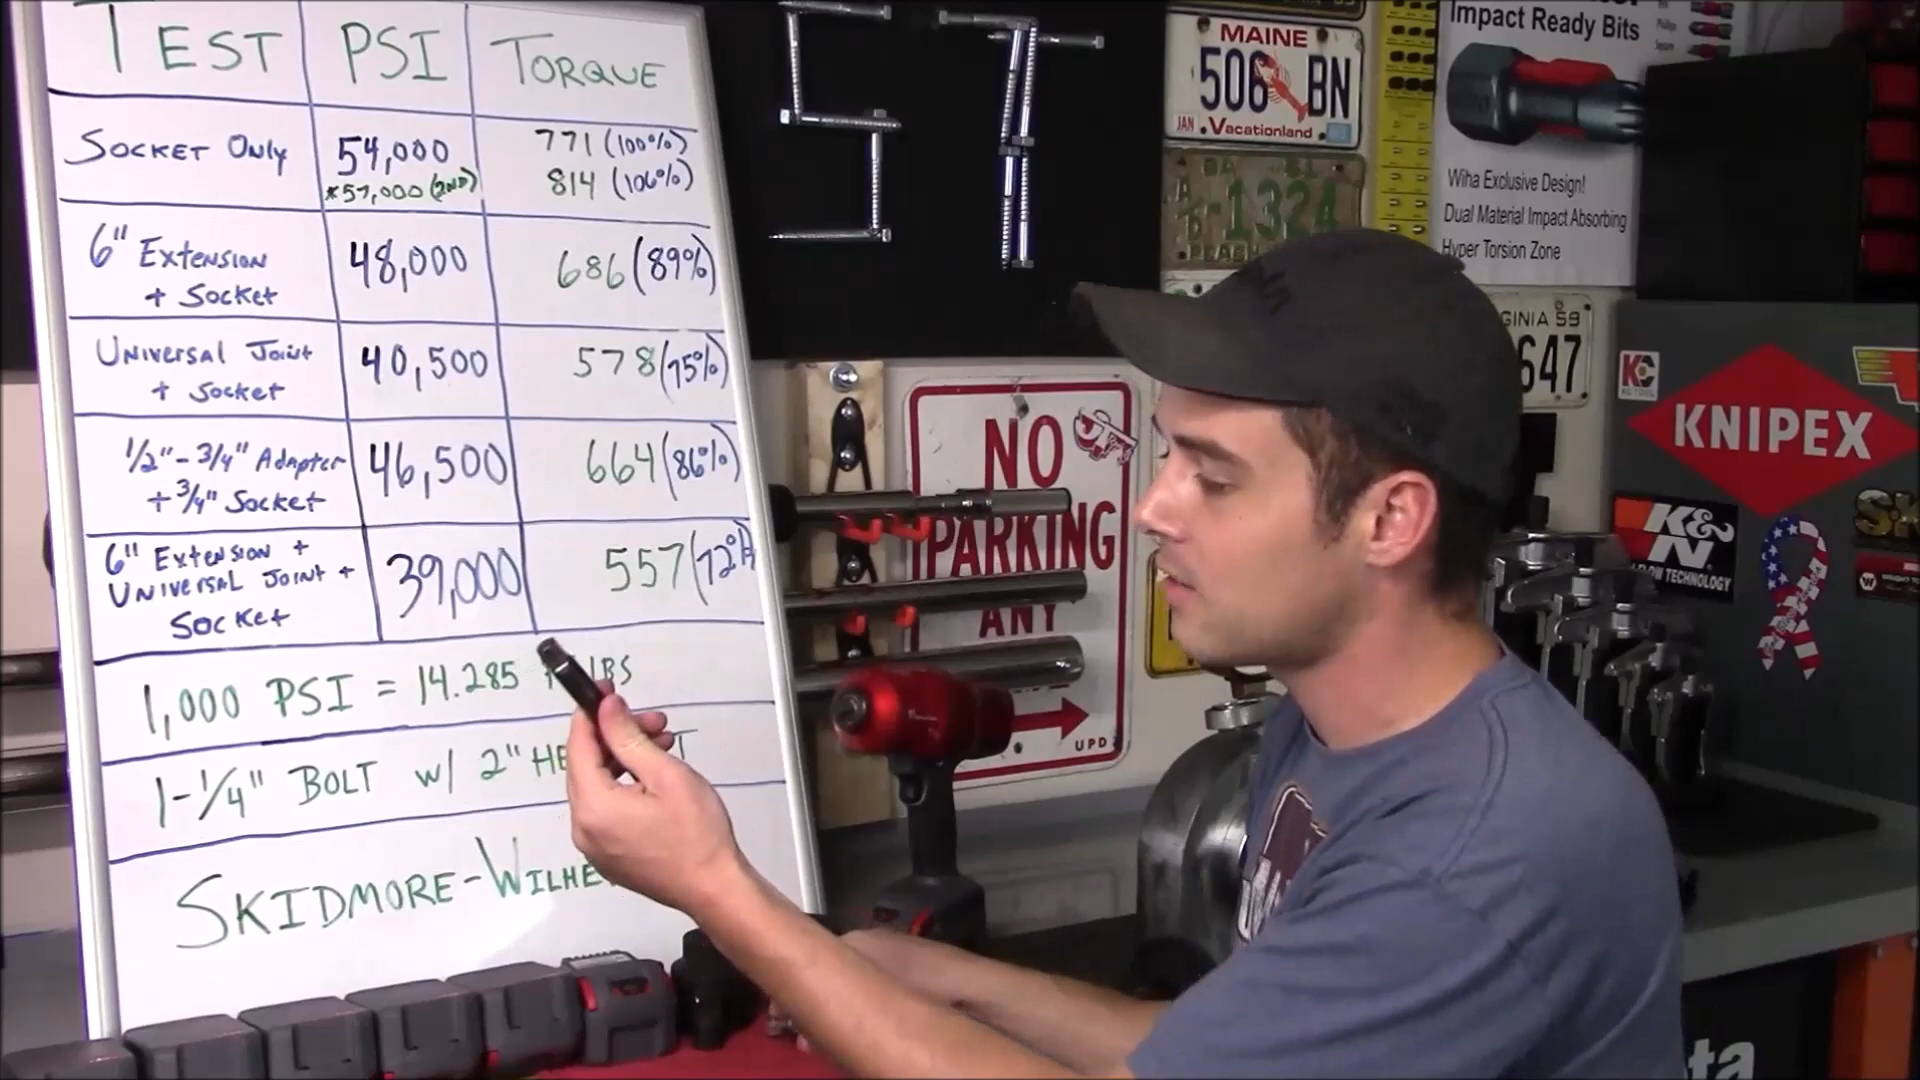 TEST PSI TORQUE
SOCKET ONLY 54,000 771 (100%)
*57,000 (2ND) 814 (106%)
6" EXTENSION 48,000 686 (89%)
+ SOCKET
UNIVERSAL JOINT 40,500 578 (75%)
+ SOCKET
1/2" - 3/4" ADAPTER 46,500 664 (86%)
+ 3/4" SOCKET
6" EXTENSION + 39,000 557 (72%)
UNIVERSAL JOINT +
SOCKET
1,000 PSI = 14.285 LBS
1-1/4" BOLT W/ 2"
SKIDMORE-
ST
MAINE
506 BN
JAN
Vacationland
1324
Impact Ready Bits
Wiha Exclusive Design!
Dual Material Impact Absorbing
Hyper Torsion Zone
59
647
NO
PARKING
ANY
UPD
KC
KNIPEX
K&N
TECHNOLOGY